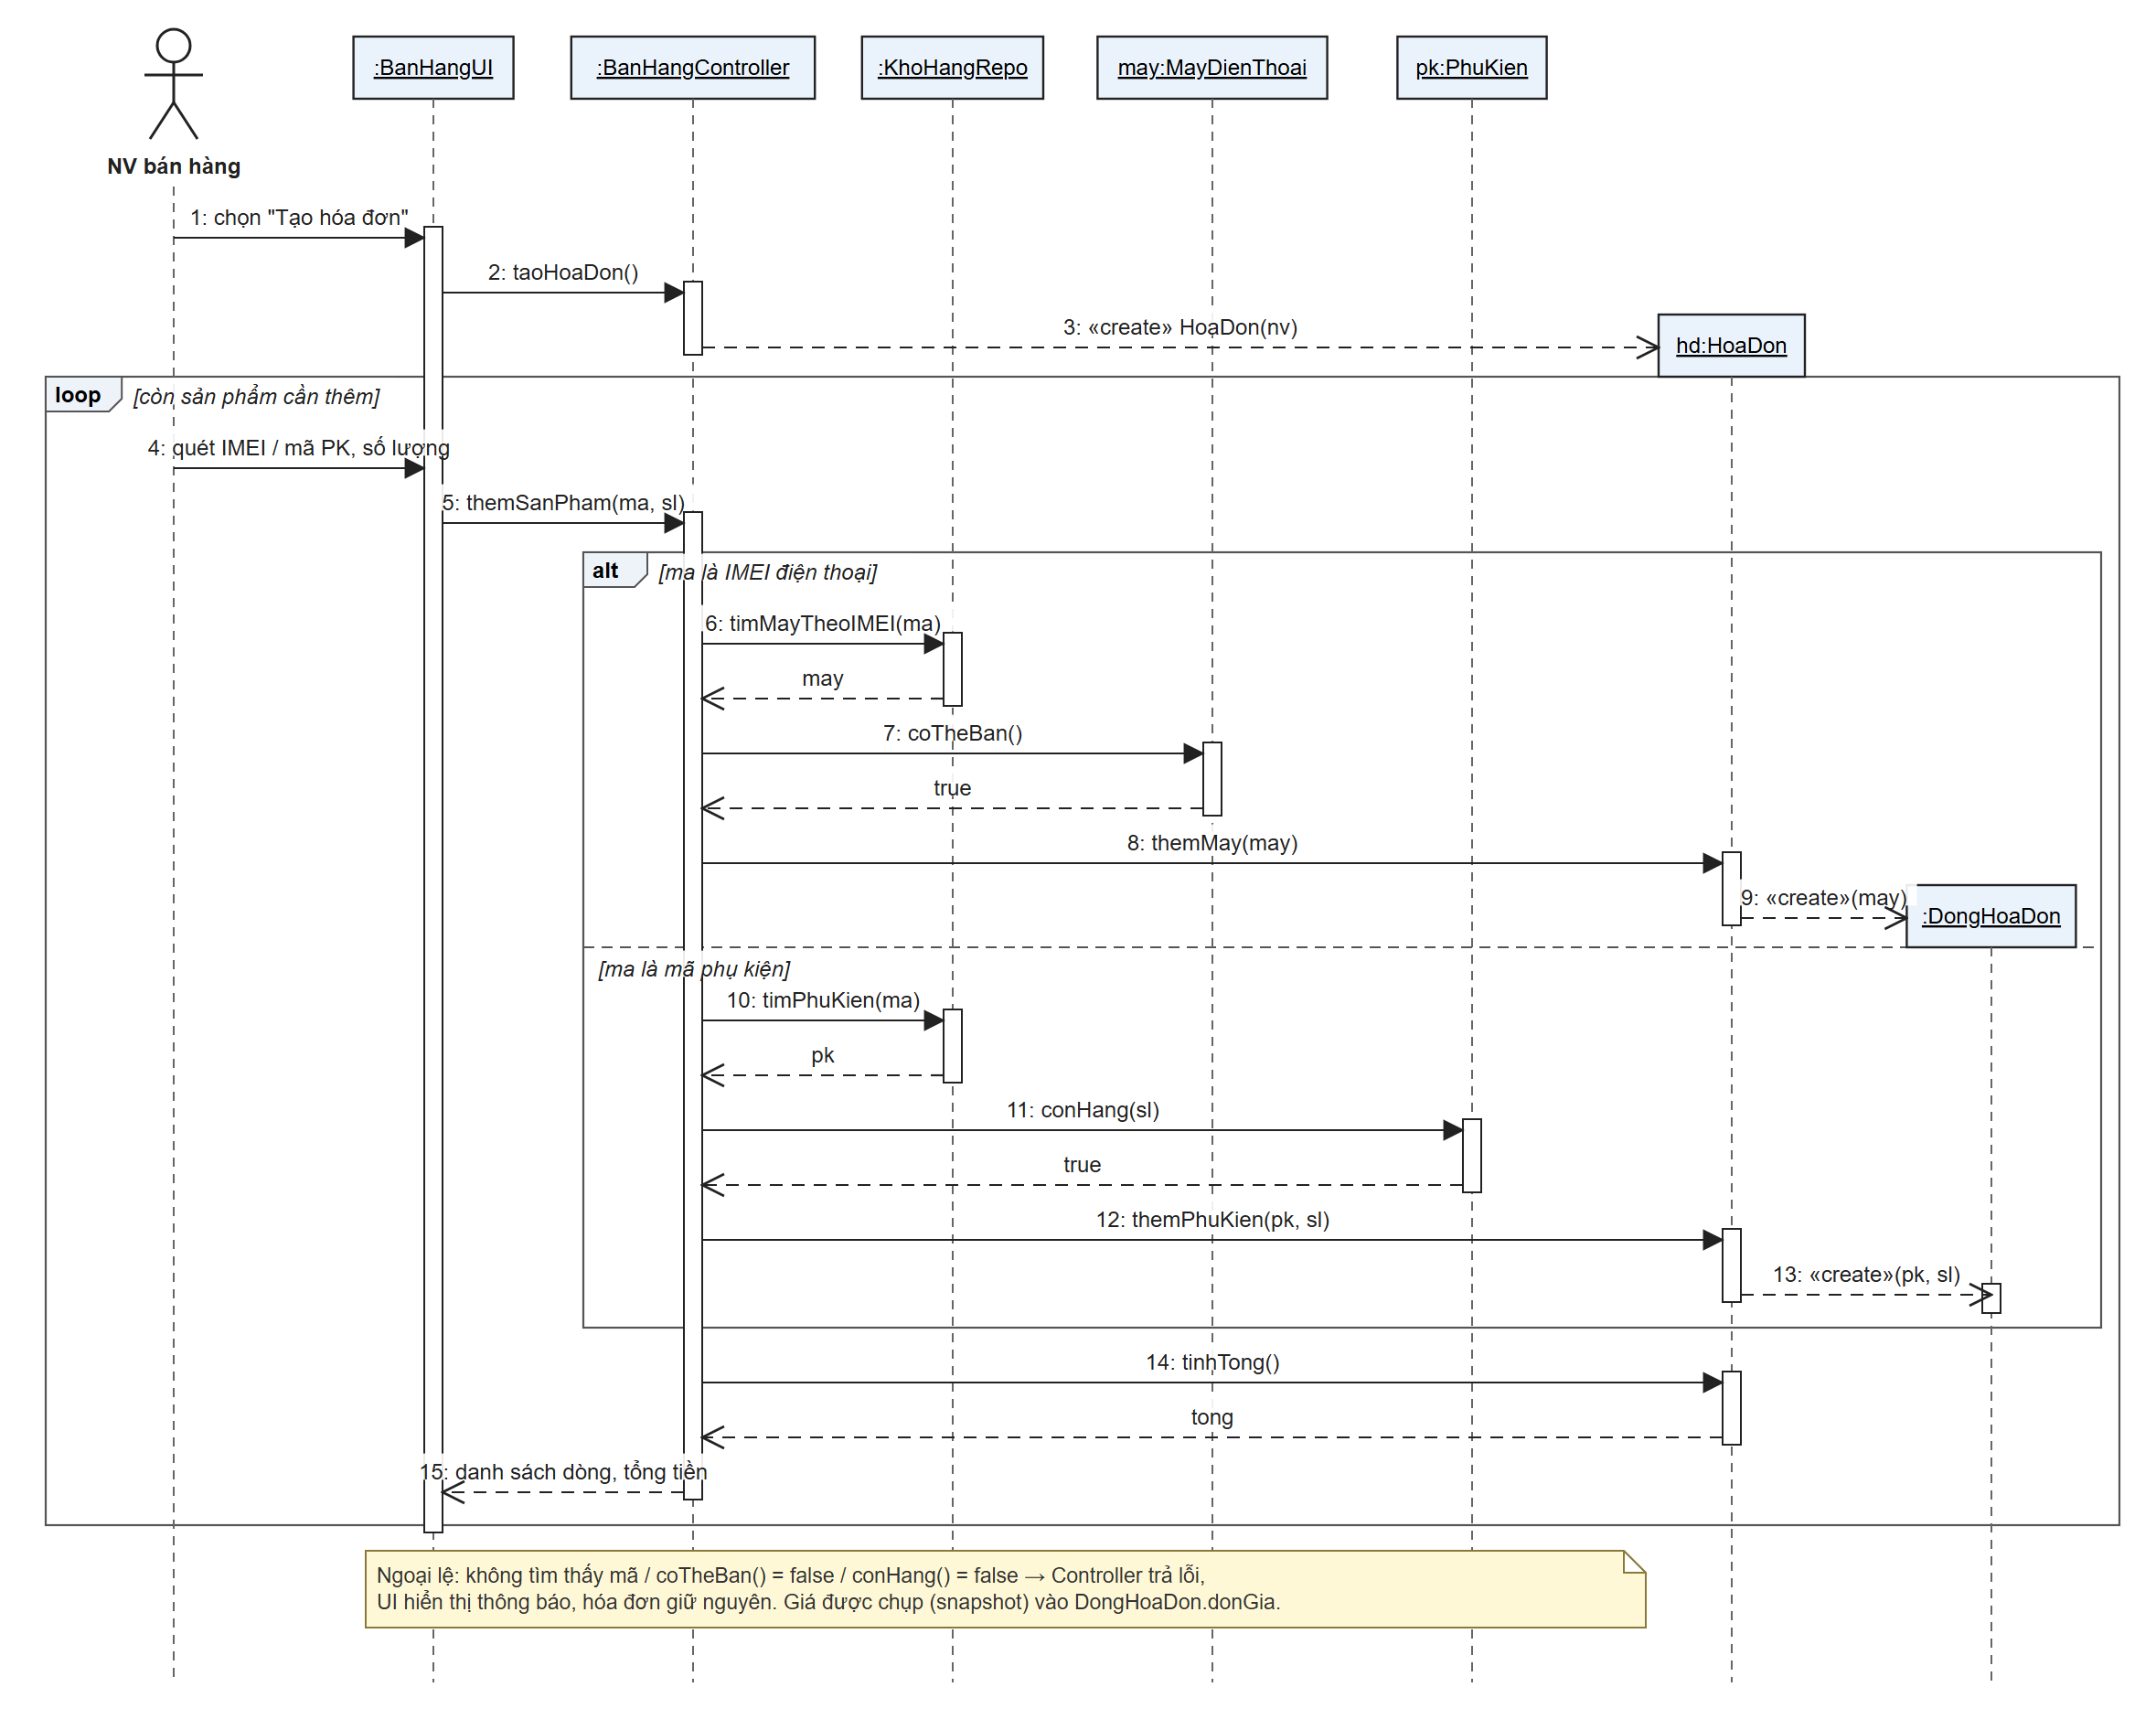 :BanHangUI
:BanHangController
:KhoHangRepo
may:MayDienThoai
pk:PhuKien
NV bán hàng
1: chọn "Tạo hóa đơn"
2: taoHoaDon()
3: «create» HoaDon(nv)
hd:HoaDon
loop
[còn sản phẩm cần thêm]
4: quét IMEI / mã PK, số lượng
5: themSanPham(ma, sl)
alt
[ma là IMEI điện thoại]
6: timMayTheoIMEI(ma)
may
7: coTheBan()
true
8: themMay(may)
9: «create»(may)
:DongHoaDon
[ma là mã phụ kiện]
10: timPhuKien(ma)
pk
11: conHang(sl)
true
12: themPhuKien(pk, sl)
13: «create»(pk, sl)
14: tinhTong()
tong
15: danh sách dòng, tổng tiền
Ngoại lệ: không tìm thấy mã / coTheBan() = false / conHang() = false → Controller trả lỗi,
UI hiển thị thông báo, hóa đơn giữ nguyên. Giá được chụp (snapshot) vào DongHoaDon.donGia.